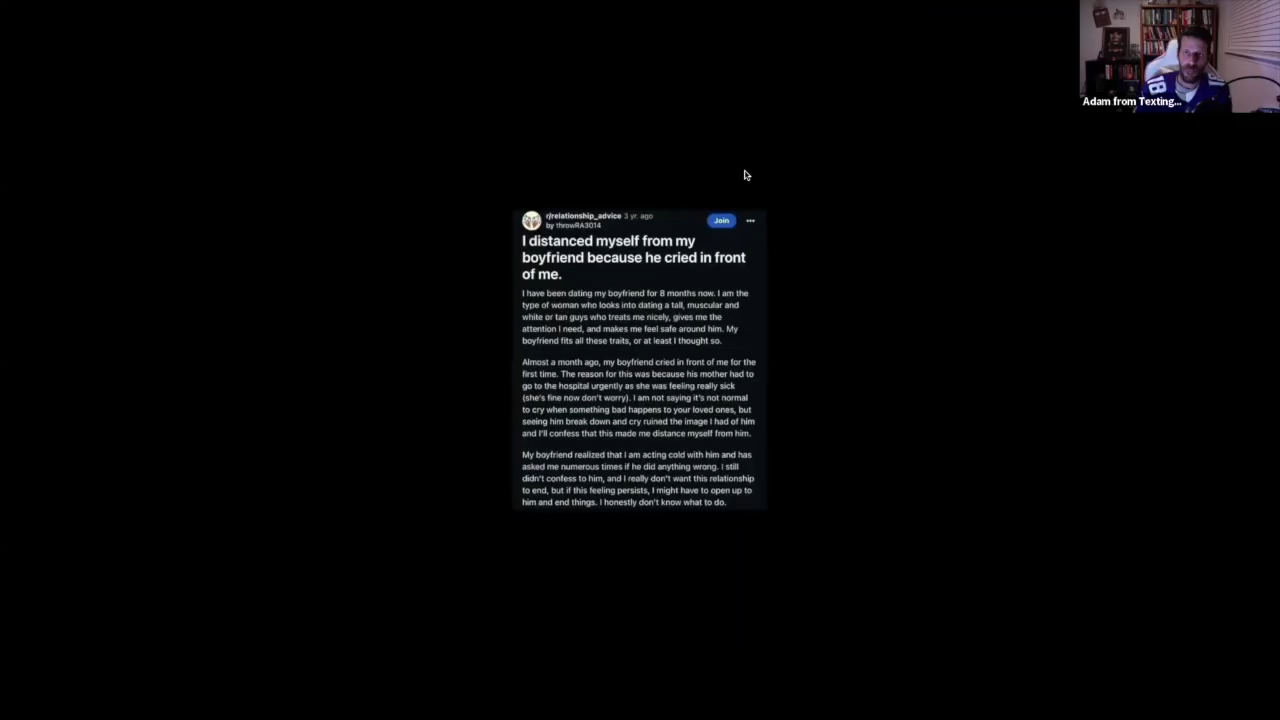 r/relationship_advice 3 yr. ago
by throwRA3014
Join
I distanced myself from my
boyfriend because he cried in front
of me.
I have been dating my boyfriend for 8 months now. I am the
type of woman who looks into dating a tall, muscular and
white or tan guys who treats me nicely, gives me the
attention I need, and makes me feel safe around him. My
boyfriend fits all these traits, or at least I thought so.
Almost a month ago, my boyfriend cried in front of me for the
first time. The reason for this was because his mother had to
go to the hospital urgently as she was feeling really sick
(she's fine now don't worry). I am not saying it's not normal
to cry when something bad happens to your loved ones, but
seeing him break down and cry ruined the image I had of him
and I'll confess that this made me distance myself from him.
My boyfriend realized that I am acting cold with him and has
asked me numerous times if he did anything wrong. I still
didn't confess to him, and I really don't want this relationship
to end, but if this feeling persists, I might have to open up to
him and end things. I honestly don't know what to do.
Adam from Texting...
18